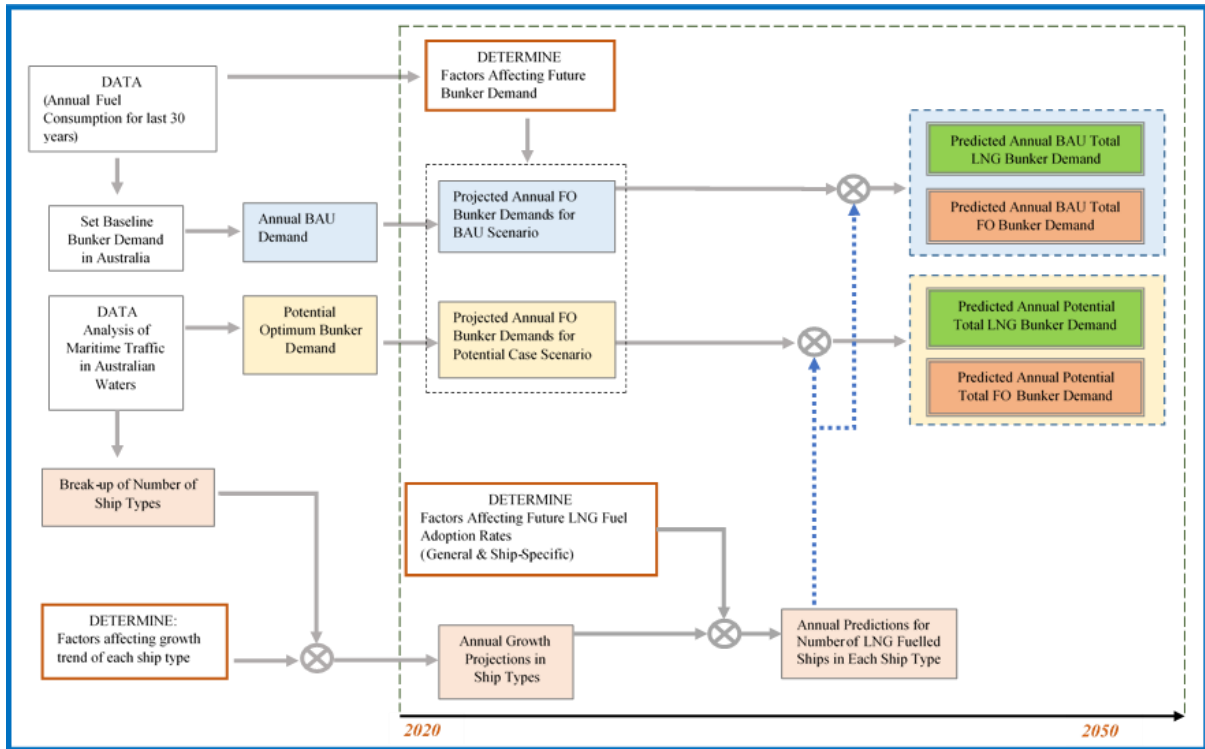 DATA
(Annual Fuel
Consumption for last 30
years)
DETERMINE
Factors Affecting Future
Bunker Demand
Set Baseline
Bunker Demand
in Australia
Annual BAU
Demand
Projected Annual FO
Bunker Demands for
BAU Scenario
Predicted Annual BAU Total
LNG Bunker Demand
Predicted Annual BAU Total
FO Bunker Demand
DATA
Analysis of
Maritime Traffic
in Australian
Waters
Potential
Optimum Bunker
Demand
Projected Annual FO
Bunker Demands for
Potential Case Scenario
Predicted Annual Potential
Total LNG Bunker Demand
Predicted Annual Potential
Total FO Bunker Demand
Break-up of Number of
Ship Types
DETERMINE
Factors Affecting Future LNG Fuel
Adoption Rates
(General & Ship-Specific)
DETERMINE:
Factors affecting growth
trend of each ship type
Annual Growth
Projections in
Ship Types
Annual Predictions for
Number of LNG Fuelled
Ships in Each Ship Type
2020
2050